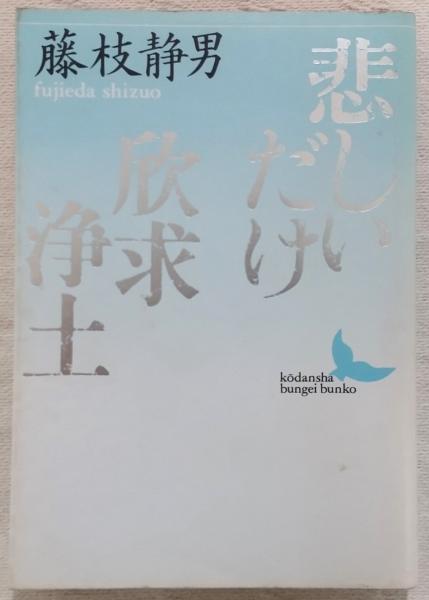 藤枝静男
fujieda shizuo
悲しい
だけ
欣求
浄土
kōdansha
bungei bunko